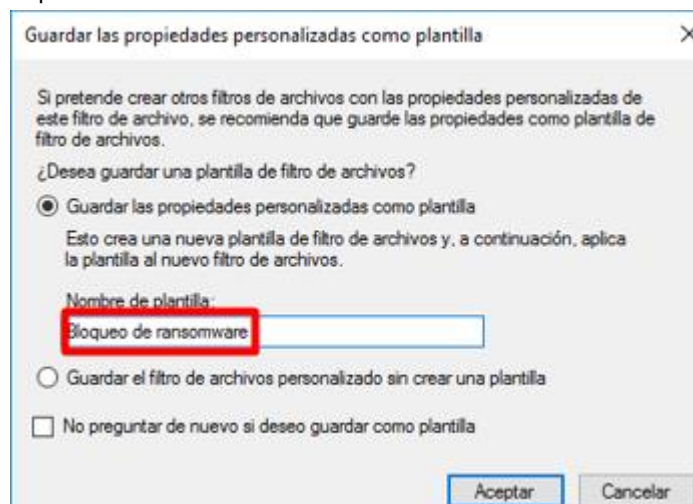 Guardar las propiedades personalizadas como plantilla
Si pretende crear otros filtros de archivos con las propiedades personalizadas de
este filtro de archivo, se recomienda que guarde las propiedades como plantilla de
filtro de archivos.
¿Desea guardar una plantilla de filtro de archivos?
Guardar las propiedades personalizadas como plantilla
Esto crea una nueva plantilla de filtro de archivos y, a continuación, aplica
la plantilla al nuevo filtro de archivos.
Nombre de plantilla:
Bloqueo de ransomware
Guardar el filtro de archivos personalizado sin crear una plantilla
No preguntar de nuevo si deseo guardar como plantilla
Aceptar Cancelar